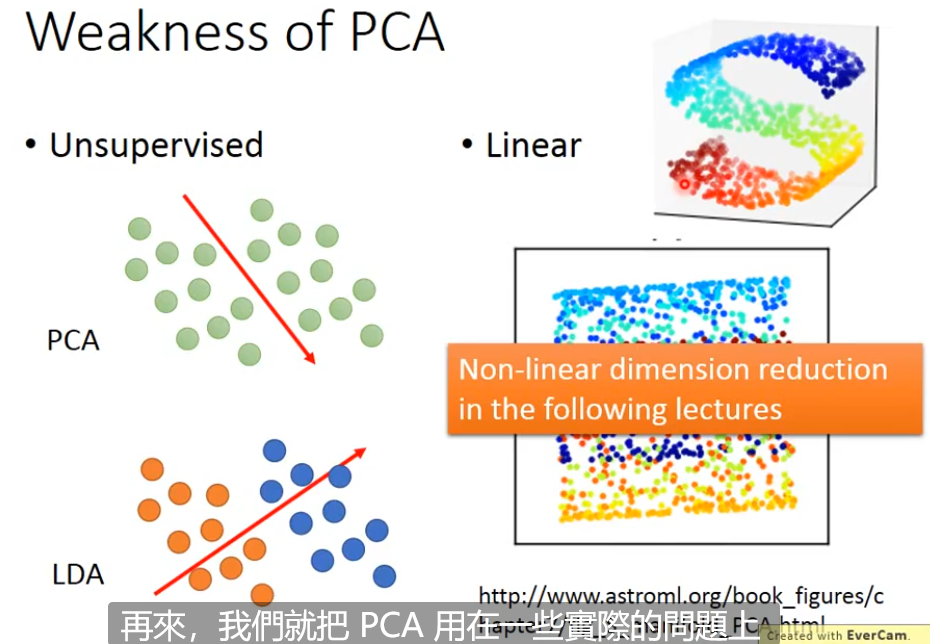 Weakness of PCA
• Unsupervised
• Linear
PCA
Non-linear dimension reduction
in the following lectures
LDA
http://www.astroml.org/book_figures/c
PCA.html
再來，我們就把 PCA 用在一些實際的問題上
Created with EverCam.